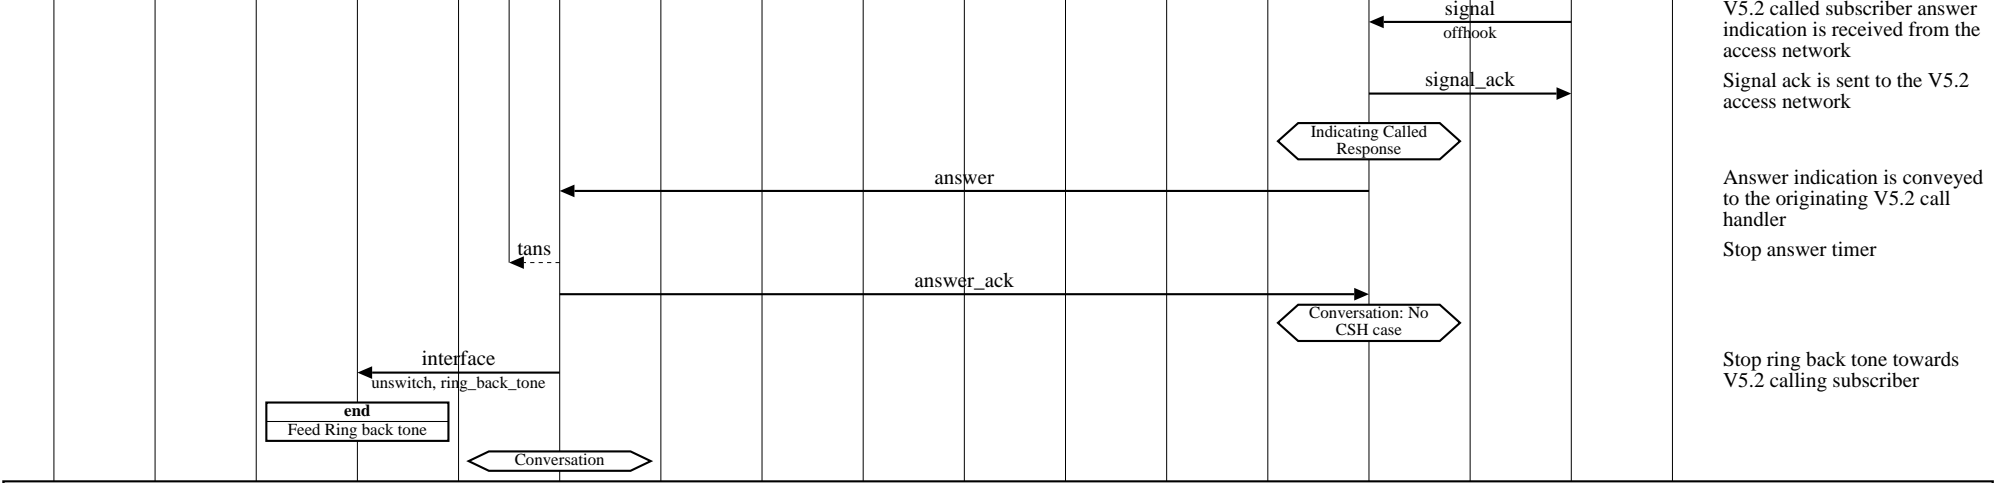 signal
offhook
V5.2 called subscriber answer
indication is received from the
access network
signal_ack
Signal ack is sent to the V5.2
access network
Indicating Called
Response
answer
Answer indication is conveyed
to the originating V5.2 call
handler
tans
Stop answer timer
answer_ack
Conversation: No
CSH case
interface
unswitch, ring_back_tone
Stop ring back tone towards
V5.2 calling subscriber
end
Feed Ring back tone
Conversation